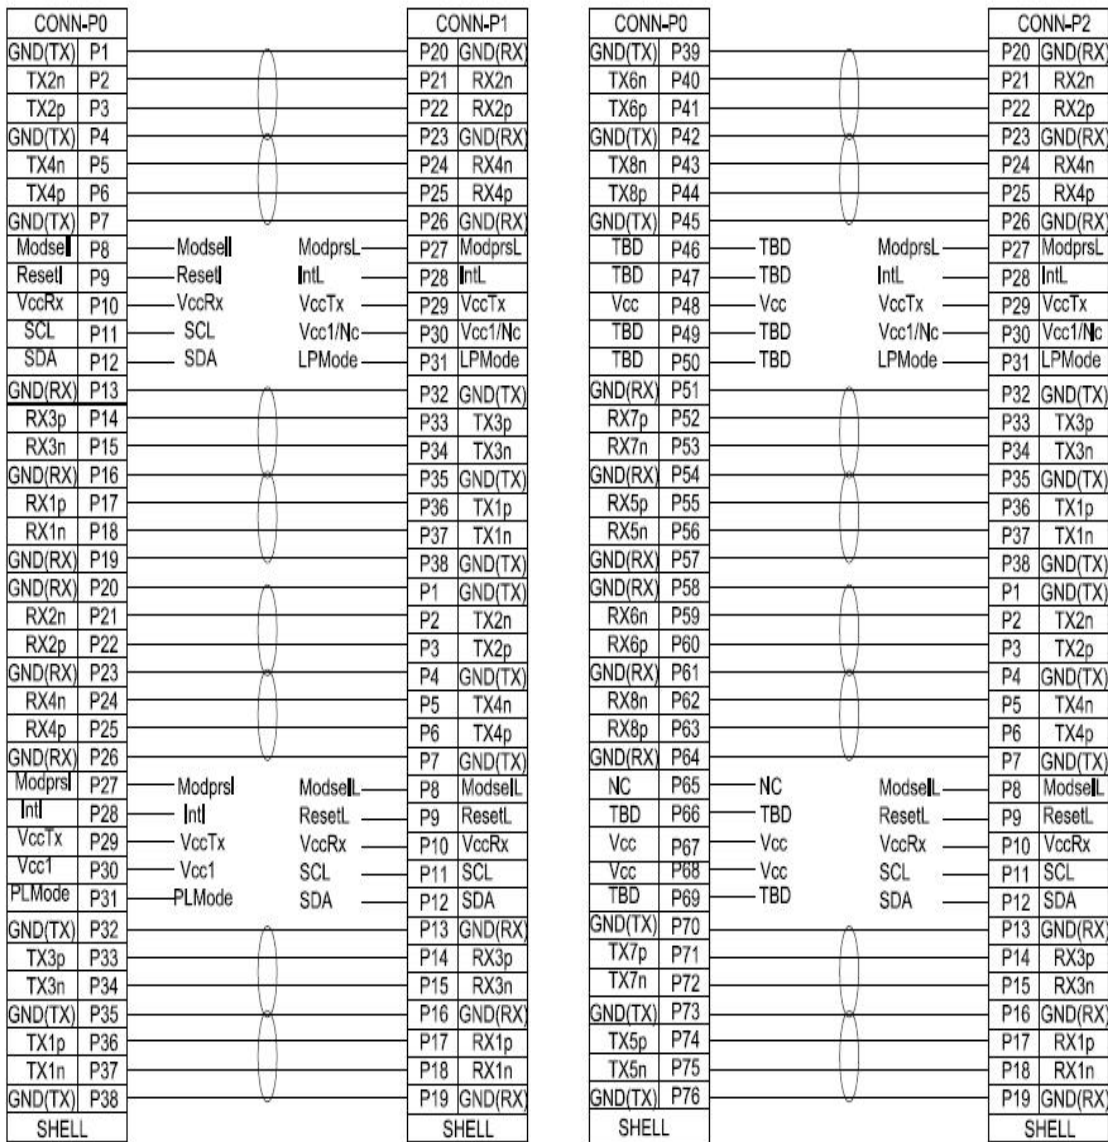 CONN-P0 CONN-P1
GND(TX) P1 P20 GND(RX)
TX2n P2 P21 RX2n
TX2p P3 P22 RX2p
GND(TX) P4 P23 GND(RX)
TX4n P5 P24 RX4n
TX4p P6 P25 RX4p
GND(TX) P7 P26 GND(RX)
Modsell P8 Modsell ModprsL P27 ModprsL
Resetl P9 Resetl IntL P28 IntL
VccRx P10 VccRx VccTx P29 VccTx
SCL P11 SCL Vcc1/Nc P30 Vcc1/Nc
SDA P12 SDA LPMode P31 LPMode
GND(RX) P13 P32 GND(TX)
RX3p P14 P33 TX3p
RX3n P15 P34 TX3n
GND(RX) P16 P35 GND(TX)
RX1p P17 P36 TX1p
RX1n P18 P37 TX1n
GND(RX) P19 P38 GND(TX)
GND(RX) P20 P1 GND(TX)
RX2n P21 P2 TX2n
RX2p P22 P3 TX2p
GND(RX) P23 P4 GND(TX)
RX4n P24 P5 TX4n
RX4p P25 P6 TX4p
GND(RX) P26 P7 GND(TX)
Modprsl P27 Modprsl ModselL P8 ModselL
Intl P28 Intl ResetL P9 ResetL
VccTx P29 VccTx VccRx P10 VccRx
Vcc1 P30 Vcc1 SCL P11 SCL
PLMode P31 PLMode SDA P12 SDA
GND(TX) P32 P13 GND(RX)
TX3p P33 P14 RX3p
TX3n P34 P15 RX3n
GND(TX) P35 P16 GND(RX)
TX1p P36 P17 RX1p
TX1n P37 P18 RX1n
GND(TX) P38 P19 GND(RX)
SHELL SHELL
CONN-P0 CONN-P2
GND(TX) P39 P20 GND(RX)
TX6n P40 P21 RX2n
TX6p P41 P22 RX2p
GND(TX) P42 P23 GND(RX)
TX8n P43 P24 RX4n
TX8p P44 P25 RX4p
GND(TX) P45 P26 GND(RX)
TBD P46 TBD ModprsL P27 ModprsL
TBD P47 TBD IntL P28 IntL
Vcc P48 Vcc VccTx P29 VccTx
TBD P49 TBD Vcc1/Nc P30 Vcc1/Nc
TBD P50 TBD LPMode P31 LPMode
GND(RX) P51 P32 GND(TX)
RX7p P52 P33 TX3p
RX7n P53 P34 TX3n
GND(RX) P54 P35 GND(TX)
RX5p P55 P36 TX1p
RX5n P56 P37 TX1n
GND(RX) P57 P38 GND(TX)
GND(RX) P58 P1 GND(TX)
RX6n P59 P2 TX2n
RX6p P60 P3 TX2p
GND(RX) P61 P4 GND(TX)
RX8n P62 P5 TX4n
RX8p P63 P6 TX4p
GND(RX) P64 P7 GND(TX)
NC P65 NC ModselL P8 ModselL
TBD P66 TBD ResetL P9 ResetL
Vcc P67 Vcc VccRx P10 VccRx
Vcc P68 Vcc SCL P11 SCL
TBD P69 TBD SDA P12 SDA
GND(TX) P70 P13 GND(RX)
TX7p P71 P14 RX3p
TX7n P72 P15 RX3n
GND(TX) P73 P16 GND(RX)
TX5p P74 P17 RX1p
TX5n P75 P18 RX1n
GND(TX) P76 P19 GND(RX)
SHELL SHELL